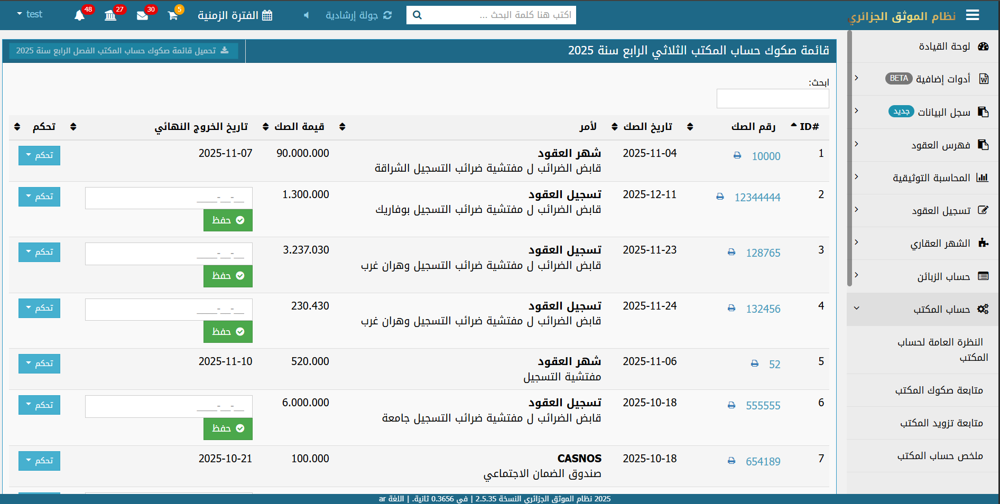 نظام الموثق الجزائري
اكتب هنا كلمة البحث ...
جولة إرشادية
الفترة الزمنية
5
30
27
48
test
لوحة القيادة
أدوات إضافية BETA
سجل البيانات جديد
فهرس العقود
المحاسبة التوثيقية
تسجيل العقود
الشهر العقاري
حساب الزبائن
حساب المكتب
النظرة العامة لحساب
المكتب
متابعة صكوك المكتب
متابعة تزويد المكتب
ملخص حساب المكتب
قائمة صكوك حساب المكتب الثلاثي الرابع سنة 2025
تحميل قائمة صكوك حساب المكتب الفصل الرابع سنة 2025
ابحث:
ID# رقم الصك تاريخ الصك لأمر قيمة الصك تاريخ الخروج النهائي تحكم
1 10000 2025-11-04 شهر العقود 90.000.000 2025-11-07 تحكم
قابض الضرائب ل مفتشية ضرائب التسجيل الشراقة
2 12344444 2025-12-11 تسجيل العقود 1.300.000 __-__-____ تحكم
قابض الضرائب ل مفتشية ضرائب التسجيل بوفاريك
حفظ
3 128765 2025-11-23 تسجيل العقود 3.237.030 __-__-____ تحكم
قابض الضرائب ل مفتشية ضرائب التسجيل وهران غرب
حفظ
4 132456 2025-11-24 تسجيل العقود 230.430 __-__-____ تحكم
قابض الضرائب ل مفتشية ضرائب التسجيل وهران غرب
حفظ
5 52 2025-11-06 شهر العقود 520.000 2025-11-10 تحكم
مفتشية التسجيل
6 555555 2025-10-18 تسجيل العقود 6.000.000 __-__-____ تحكم
قابض الضرائب ل مفتشية ضرائب التسجيل جامعة
حفظ
7 654189 2025-10-18 CASNOS 100.000 2025-10-21 تحكم
صندوق الضمان الاجتماعي
2025 نظام الموثق الجزائري النسخة 2.5.35 | في 0.3656 ثانية. | اللغة ar